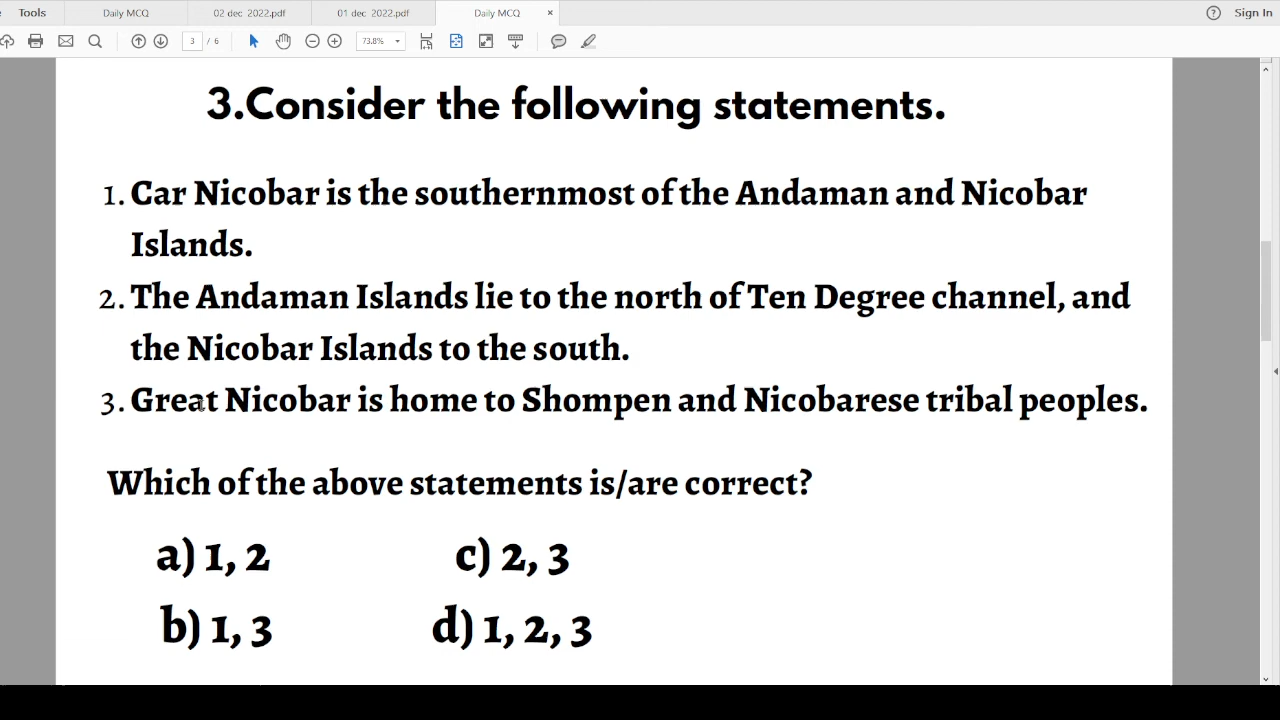 Tools
Daily MCQ
02 dec 2022.pdf
01 dec 2022.pdf
Daily MCQ
×
Sign In
3 / 6
73.8%
3.Consider the following statements.
1. Car Nicobar is the southernmost of the Andaman and Nicobar
Islands.
2. The Andaman Islands lie to the north of Ten Degree channel, and
the Nicobar Islands to the south.
3. Great Nicobar is home to Shompen and Nicobarese tribal peoples.
Which of the above statements is/are correct?
a) 1, 2
c) 2, 3
b) 1, 3
d) 1, 2, 3